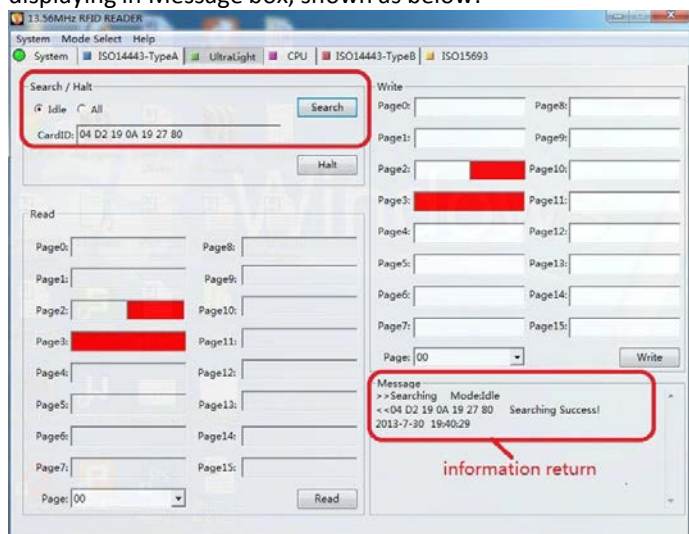 displaying in Message box, shown as below:
13.56MHz RFID READER
System Mode Select Help
System ISO14443-TypeA UltraLight CPU ISO14443-TypeB ISO15693
Search / Halt
Idle All Search
CardID: 04 D2 19 0A 19 27 80
Halt
Read
Page0: Page8:
Page1: Page9:
Page2: Page10:
Page3: Page11:
Page4: Page12:
Page5: Page13:
Page6: Page14:
Page7: Page15:
Page: 00 Read
Write
Page0: Page8:
Page1: Page9:
Page2: Page10:
Page3: Page11:
Page4: Page12:
Page5: Page13:
Page6: Page14:
Page7: Page15:
Page: 00 Write
Message
>>Searching Mode:Idle
<<04 D2 19 0A 19 27 80 Searching Success!
2013-7-30 19:40:29
information return